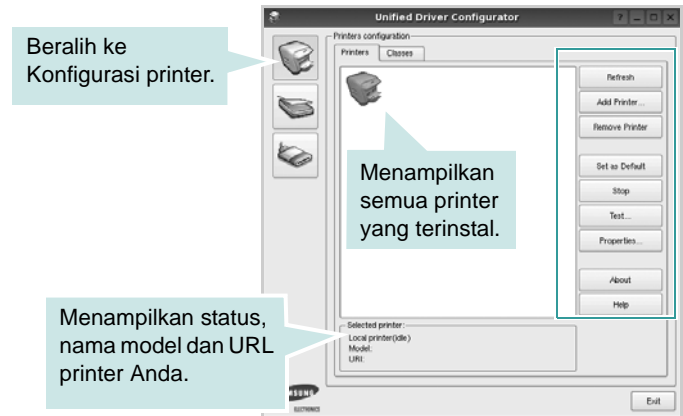 Unified Driver Configurator
Beralih ke
Konfigurasi printer.
Printers configuration
Printers
Classes
Refresh
Add Printer...
Remove Printer
Set as Default
Stop
Test...
Properties...
About
Help
Menampilkan
semua printer
yang terinstal.
Menampilkan status,
nama model dan URL
printer Anda.
Selected printer:
Local printer(idle)
Model:
URI:
ELECTRONICS
Exit